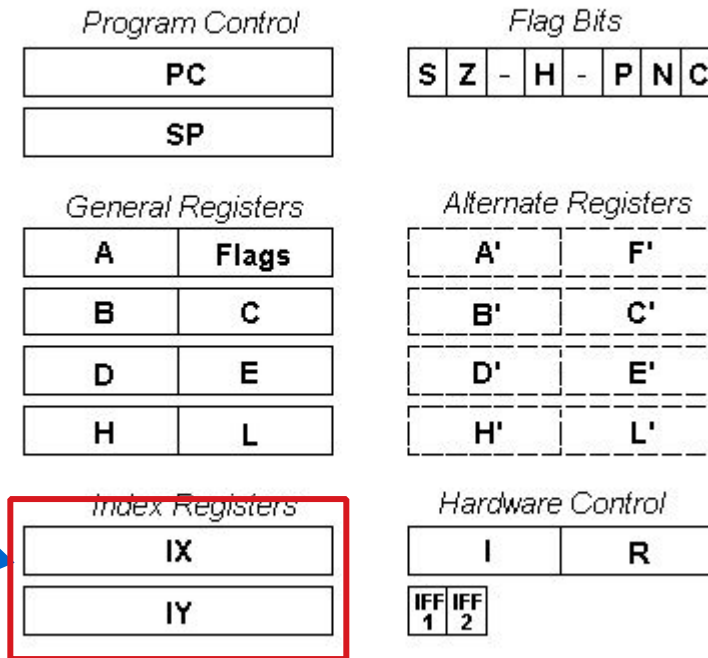 Program Control
PC
SP
Flag Bits
S Z - H - P N C
General Registers
A Flags
B C
D E
H L
Alternate Registers
A' F'
B' C'
D' E'
H' L'
Index Registers
IX
IY
Hardware Control
I R
IFF 1 IFF 2